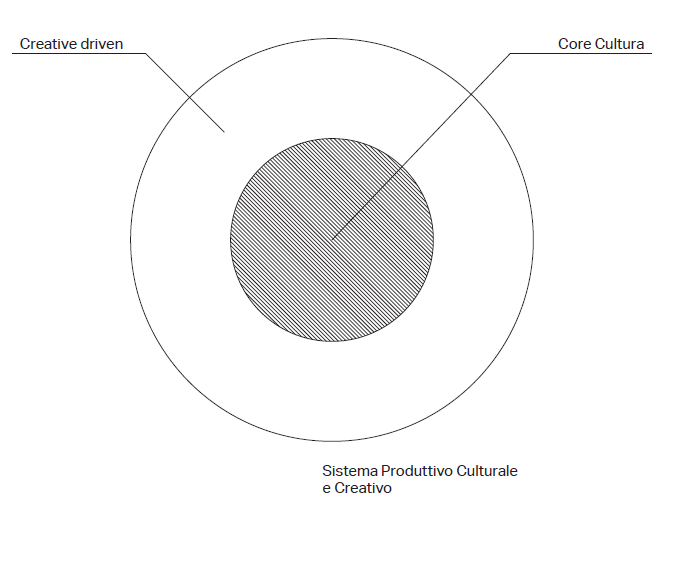 Creative driven
Core Cultura
Sistema Produttivo Culturale
e Creativo